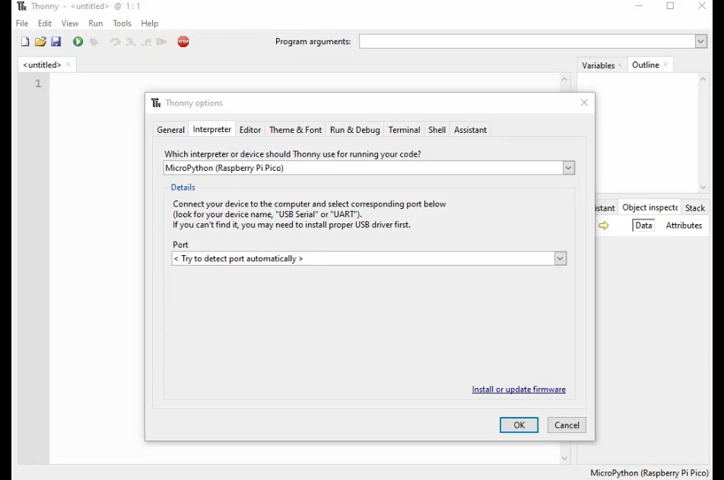 Thonny - <untitled> @ 1 : 1
File Edit View Run Tools Help
STOP
Program arguments:
<untitled> ×
Variables × Outline ×
1
Thonny options
General Interpreter Editor Theme & Font Run & Debug Terminal Shell Assistant
Which interpreter or device should Thonny use for running your code?
MicroPython (Raspberry Pi Pico)
Details
Connect your device to the computer and select corresponding port below
(look for your device name, "USB Serial" or "UART").
If you can't find it, you may need to install proper USB driver first.
Port
< Try to detect port automatically >
istant Object inspecto Stack
Data Attributes
Install or update firmware
OK Cancel
MicroPython (Raspberry Pi Pico)